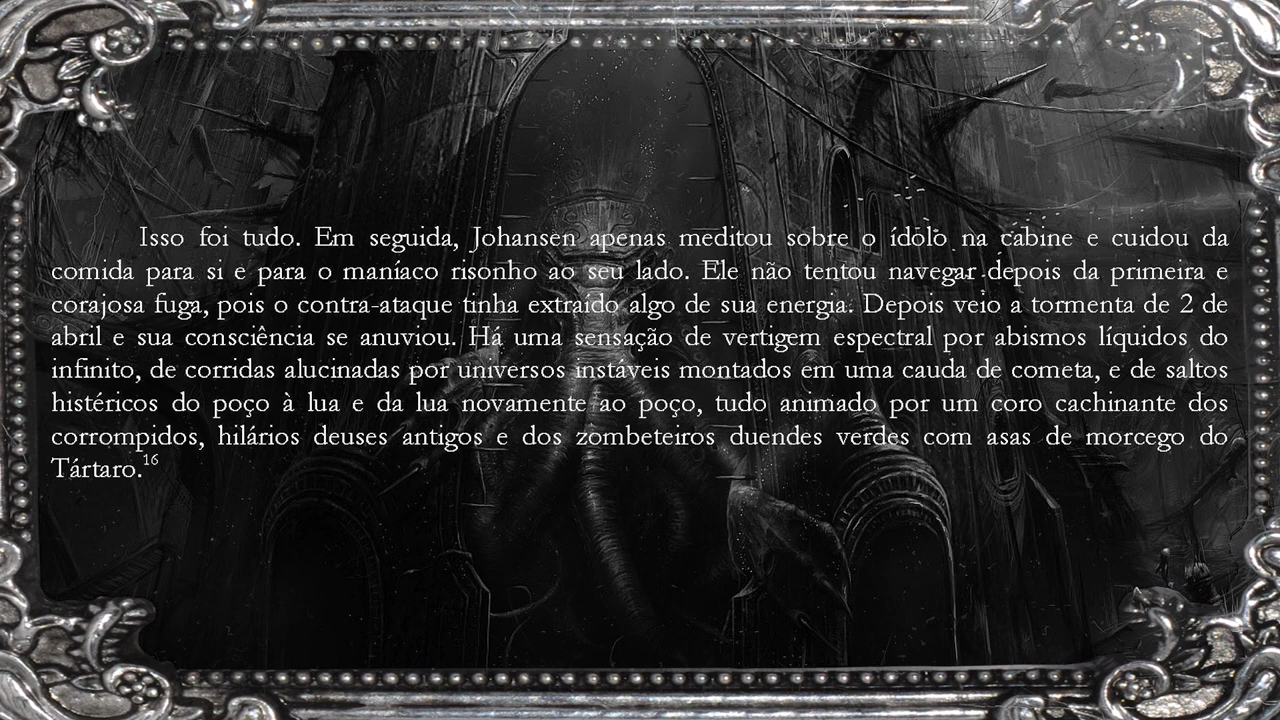 Isso foi tudo. Em seguida, Johansen apenas meditou sobre o ídolo na cabine e cuidou da
comida para si e para o maníaco risonho ao seu lado. Ele não tentou navegar depois da primeira e
corajosa fuga, pois o contra-ataque tinha extraído algo de sua energia. Depois veio a tormenta de 2 de
abril e sua consciência se anuviou. Há uma sensação de vertigem espectral por abismos líquidos do
infinito, de corridas alucinadas por universos instáveis montados em uma cauda de cometa, e de saltos
histéricos do poço à lua e da lua novamente ao poço, tudo animado por um coro cachinante dos
corrompidos, hilários deuses antigos e dos zombeteiros duendes verdes com asas de morcego do
Tártaro.16